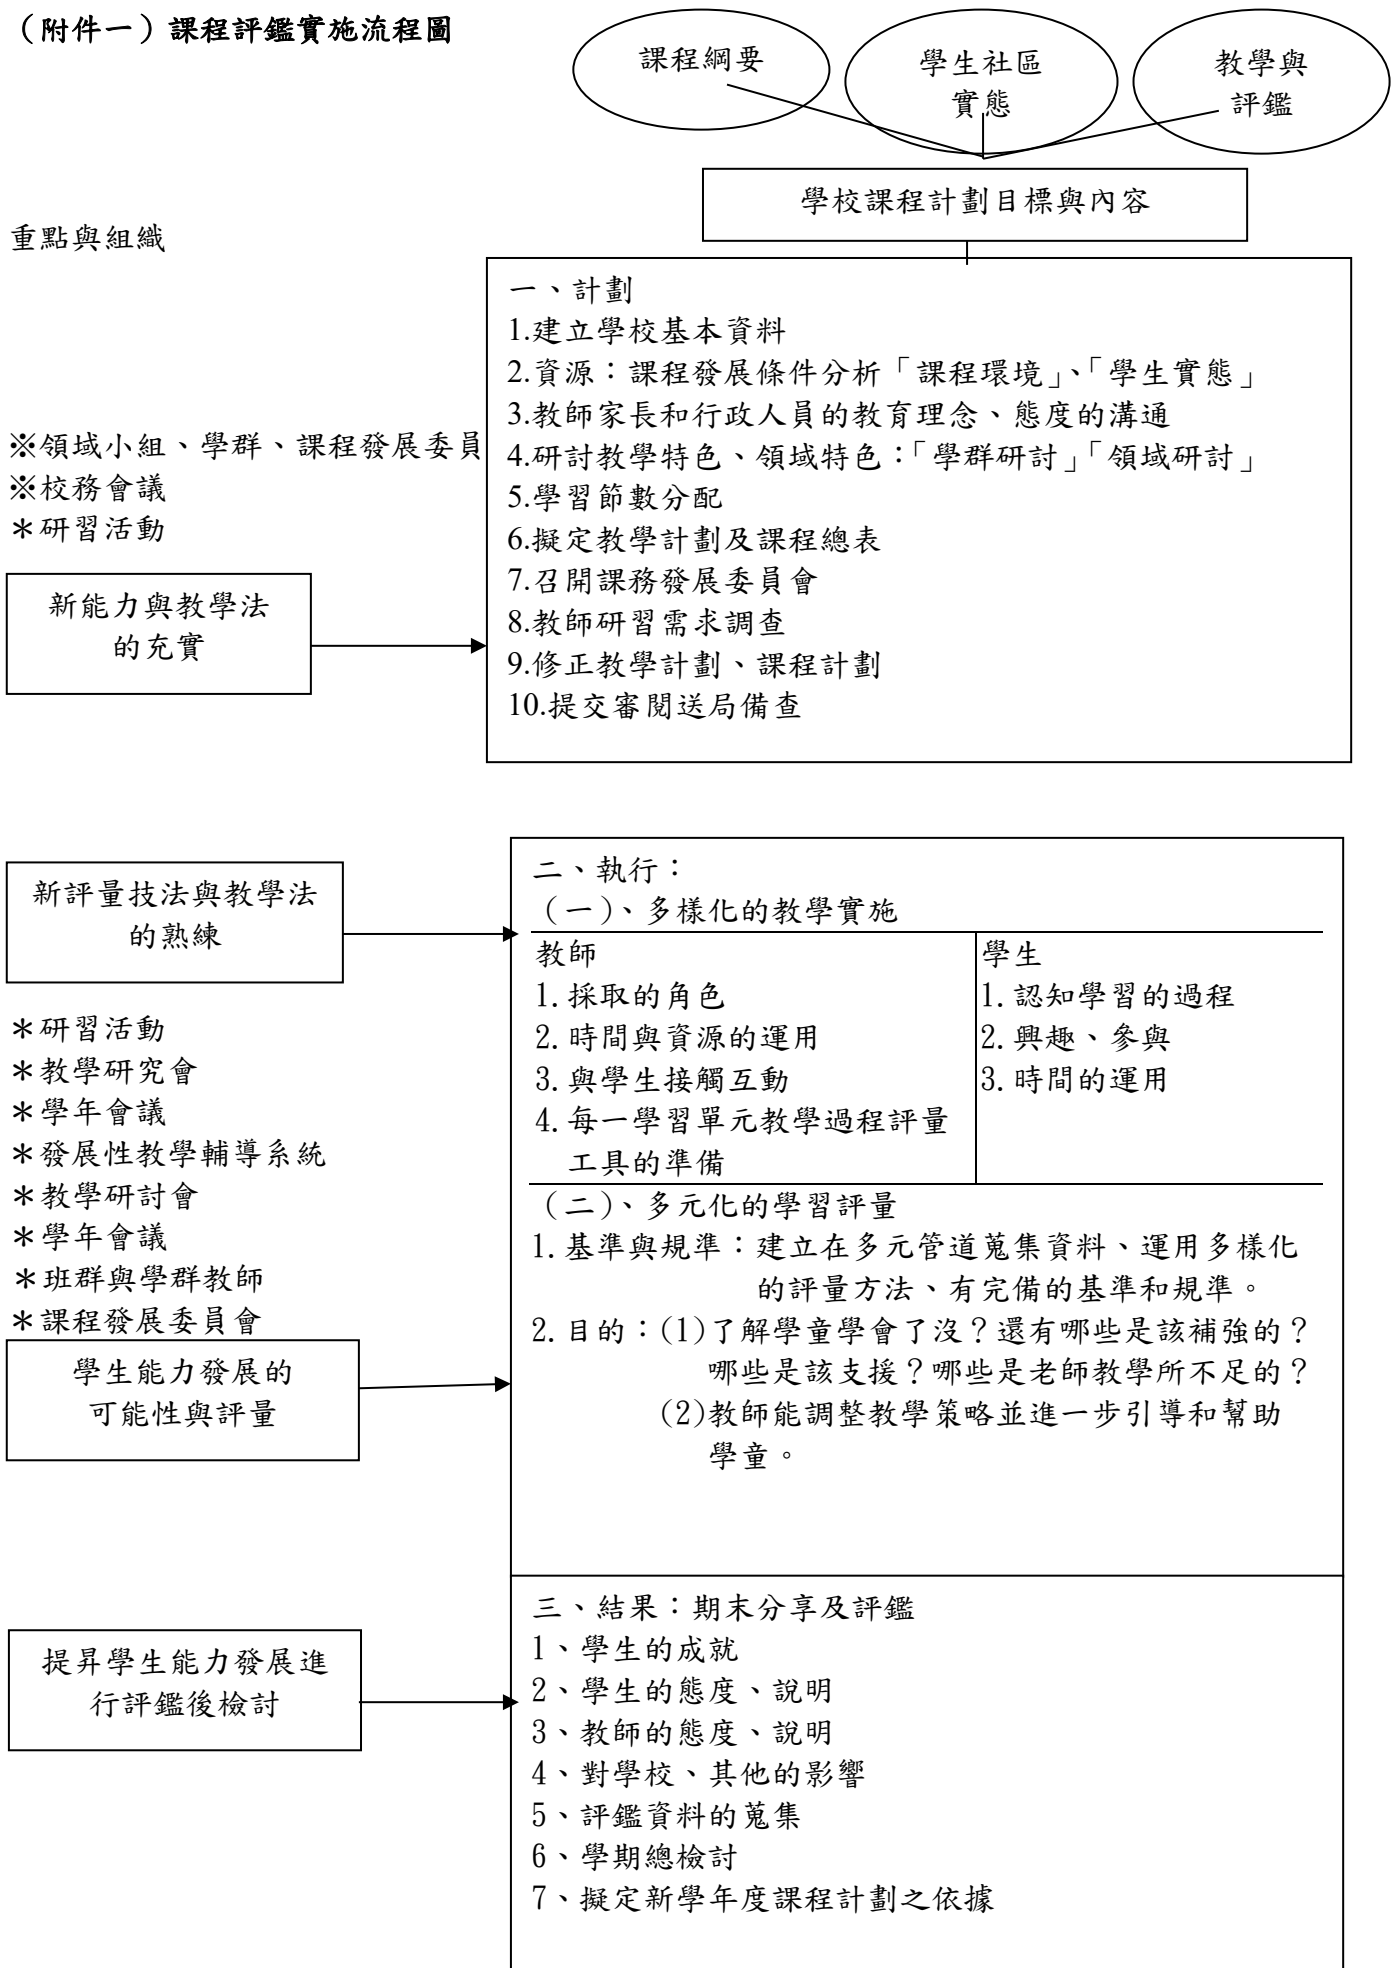 （附件一）課程評鑑實施流程圖
課程綱要
學生社區
實態
教學與
評鑑
學校課程計劃目標與內容
重點與組織
一、計劃
1.建立學校基本資料
2.資源：課程發展條件分析「課程環境」、「學生實態」
3.教師家長和行政人員的教育理念、態度的溝通
4.研討教學特色、領域特色：「學群研討」「領域研討」
5.學習節數分配
6.擬定教學計劃及課程總表
7.召開課務發展委員會
8.教師研習需求調查
9.修正教學計劃、課程計劃
10.提交審閱送局備查
※領域小組、學群、課程發展委員
※校務會議
＊研習活動
新能力與教學法
的充實
新評量技法與教學法
的熟練
＊研習活動
＊教學研究會
＊學年會議
＊發展性教學輔導系統
＊教學研討會
＊學年會議
＊班群與學群教師
＊課程發展委員會
學生能力發展的
可能性與評量
二、執行：
（一）、多樣化的教學實施
教師
1.採取的角色
2.時間與資源的運用
3.與學生接觸互動
4.每一學習單元教學過程評量
工具的準備
學生
1.認知學習的過程
2.興趣、參與
3.時間的運用
（二）、多元化的學習評量
1.基準與規準：建立在多元管道蒐集資料、運用多樣化
的評量方法、有完備的基準和規準。
2.目的：(1)了解學童學會了沒？還有哪些是該補強的？
哪些是該支援？哪些是老師教學所不足的？
(2)教師能調整教學策略並進一步引導和幫助
學童。
提昇學生能力發展進
行評鑑後檢討
三、結果：期末分享及評鑑
1、學生的成就
2、學生的態度、說明
3、教師的態度、說明
4、對學校、其他的影響
5、評鑑資料的蒐集
6、學期總檢討
7、擬定新學年度課程計劃之依據